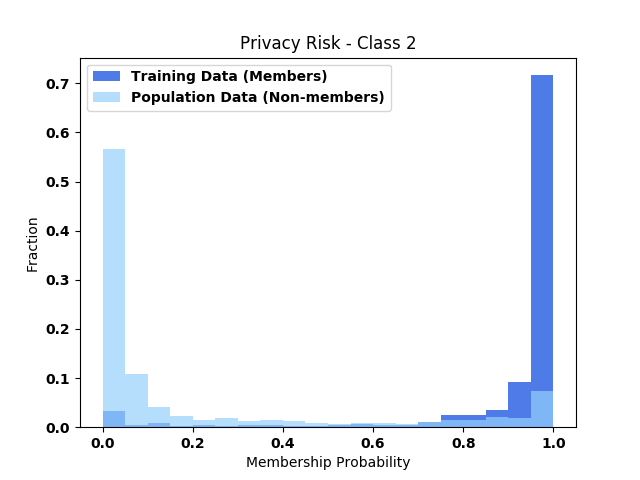 Privacy Risk - Class 2
Training Data (Members)
Population Data (Non-members)
Fraction
0.7
0.6
0.5
0.4
0.3
0.2
0.1
0.0
0.0 0.2 0.4 0.6 0.8 1.0
Membership Probability